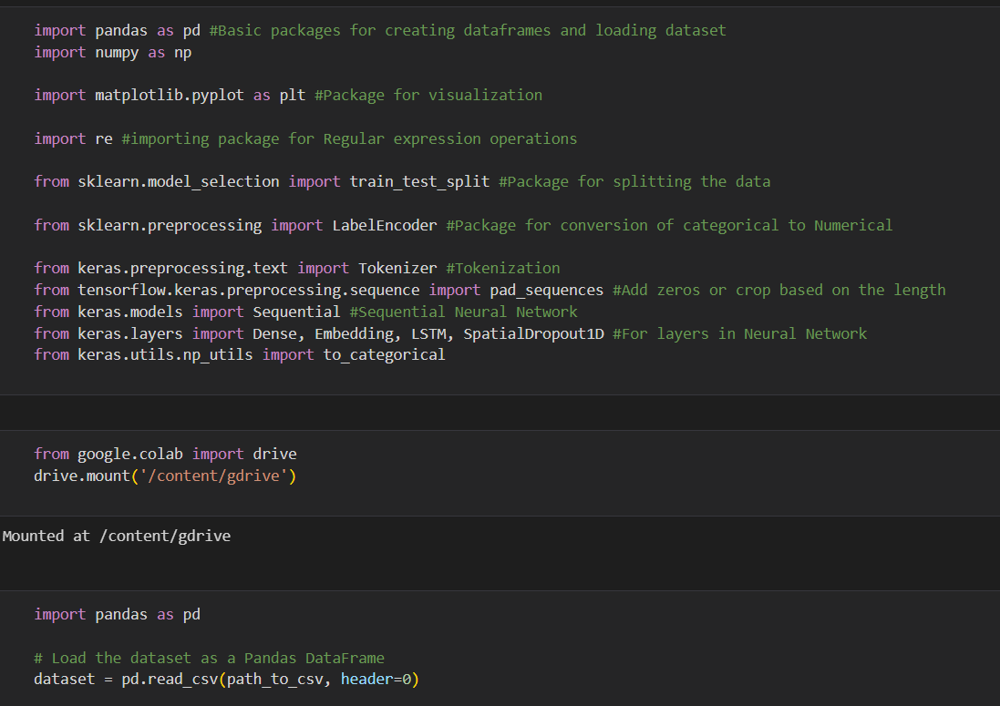 import pandas as pd #Basic packages for creating dataframes and loading dataset
import numpy as np
import matplotlib.pyplot as plt #Package for visualization
import re #importing package for Regular expression operations
from sklearn.model_selection import train_test_split #Package for splitting the data
from sklearn.preprocessing import LabelEncoder #Package for conversion of categorical to Numerical
from keras.preprocessing.text import Tokenizer #Tokenization
from tensorflow.keras.preprocessing.sequence import pad_sequences #Add zeros or crop based on the length
from keras.models import Sequential #Sequential Neural Network
from keras.layers import Dense, Embedding, LSTM, SpatialDropout1D #For layers in Neural Network
from keras.utils.np_utils import to_categorical
from google.colab import drive
drive.mount('/content/gdrive')
Mounted at /content/gdrive
import pandas as pd
# Load the dataset as a Pandas DataFrame
dataset = pd.read_csv(path_to_csv, header=0)